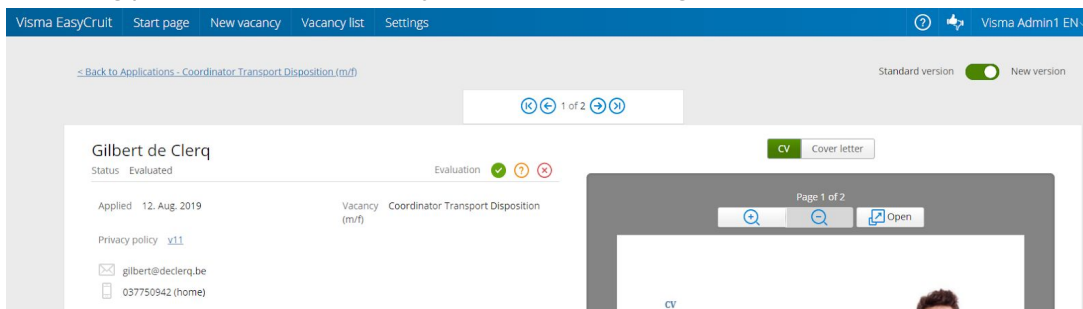 Visma EasyCruit Start page New vacancy Vacancy list Settings Visma Admin1 EN
< Back to Applications - Coordinator Transport Disposition (m/f) Standard version New version
1 of 2
Gilbert de Clerq CV Cover letter
Status Evaluated Evaluation
Page 1 of 2
Applied 12. Aug. 2019 Vacancy Coordinator Transport Disposition
(m/f) Open
Privacy policy v11
gilbert@declerq.be
037750942 (home)
CV